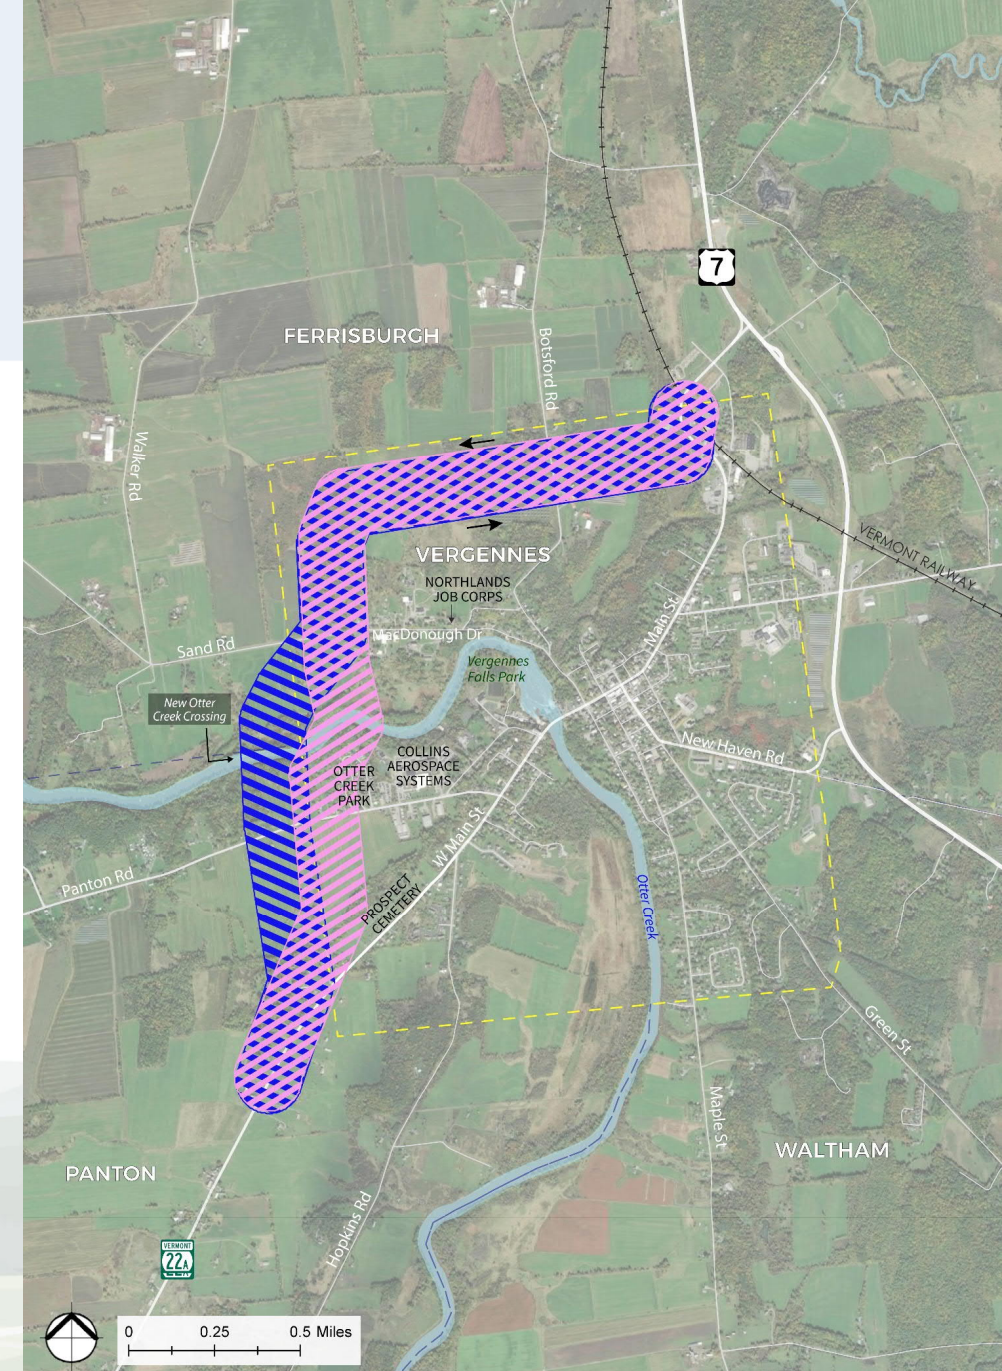 7
FERRISBURGH
Botsford Rd
Walker Rd
VERGENNES
VERMONT RAILWAY
NORTHLANDS
JOB CORPS
MacDonough Dr
Main St
Sand Rd
Vergennes
Falls Park
New Otter
Creek Crossing
New Haven Rd
COLLINS
AEROSPACE
SYSTEMS
OTTER
CREEK
PARK
W Main St
Panton Rd
PROSPECT
CEMETERY
Otter Creek
Green St
Maple St
WALTHAM
PANTON
Hopkins Rd
VERMONT
22A
0 0.25 0.5 Miles